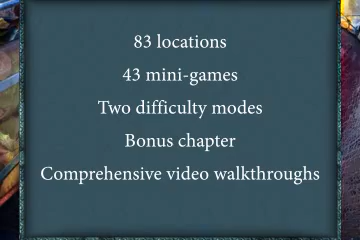 83 locations
43 mini-games
Two difficulty modes
Bonus chapter
Comprehensive video walkthroughs